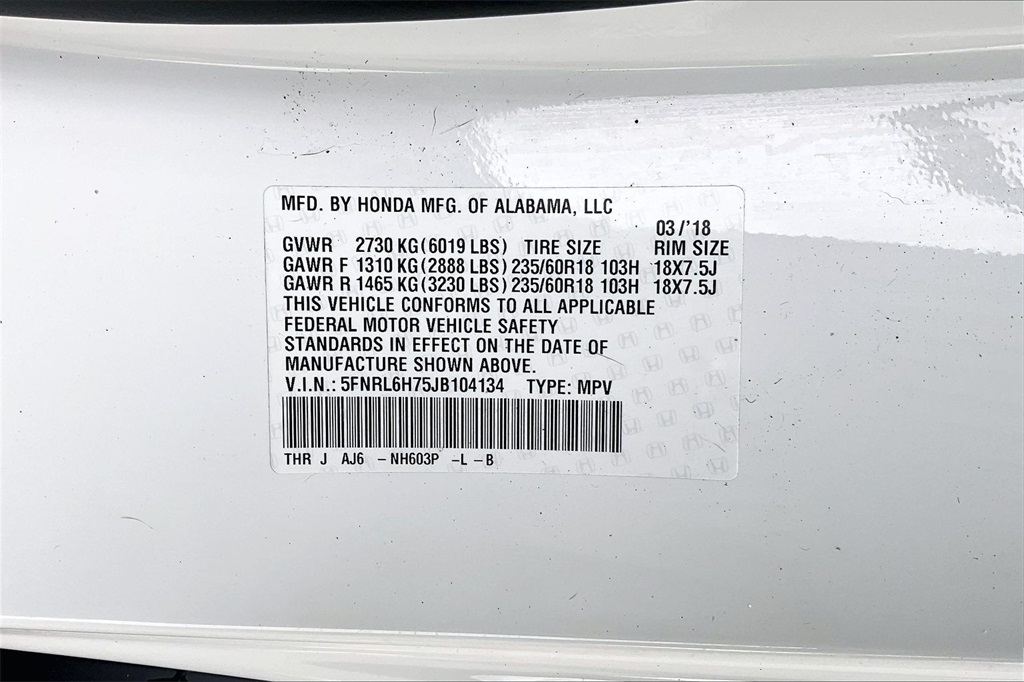 MFD. BY HONDA MFG. OF ALABAMA, LLC
03/'18
GVWR 2730 KG(6019 LBS) TIRE SIZE RIM SIZE
GAWR F 1310 KG(2888 LBS) 235/60R18 103H 18X7.5J
GAWR R 1465 KG(3230 LBS) 235/60R18 103H 18X7.5J
THIS VEHICLE CONFORMS TO ALL APPLICABLE
FEDERAL MOTOR VEHICLE SAFETY
STANDARDS IN EFFECT ON THE DATE OF
MANUFACTURE SHOWN ABOVE.
V.I.N.: 5FNRL6H75JB104134 TYPE: MPV
THR J AJ6 -NH603P -L -B